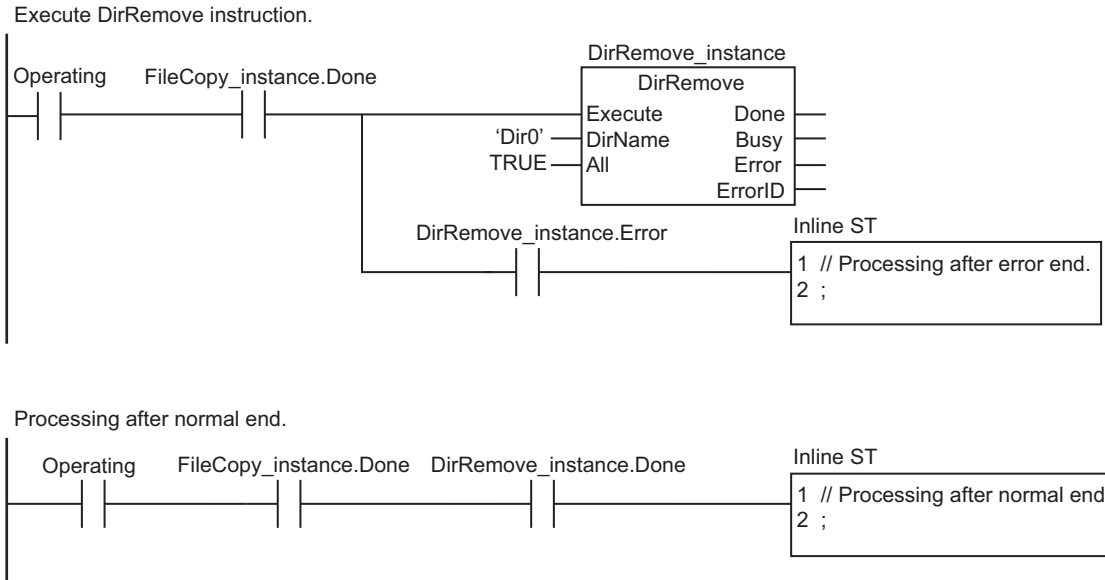 Execute DirRemove instruction.
DirRemove_instance
Operating FileCopy_instance.Done
DirRemove
Execute Done
‘Dir0’ DirName Busy
TRUE All Error
ErrorID
DirRemove_instance.Error
Inline ST
1 // Processing after error end.
2 ;
Processing after normal end.
Operating FileCopy_instance.Done DirRemove_instance.Done
Inline ST
1 // Processing after normal end
2 ;